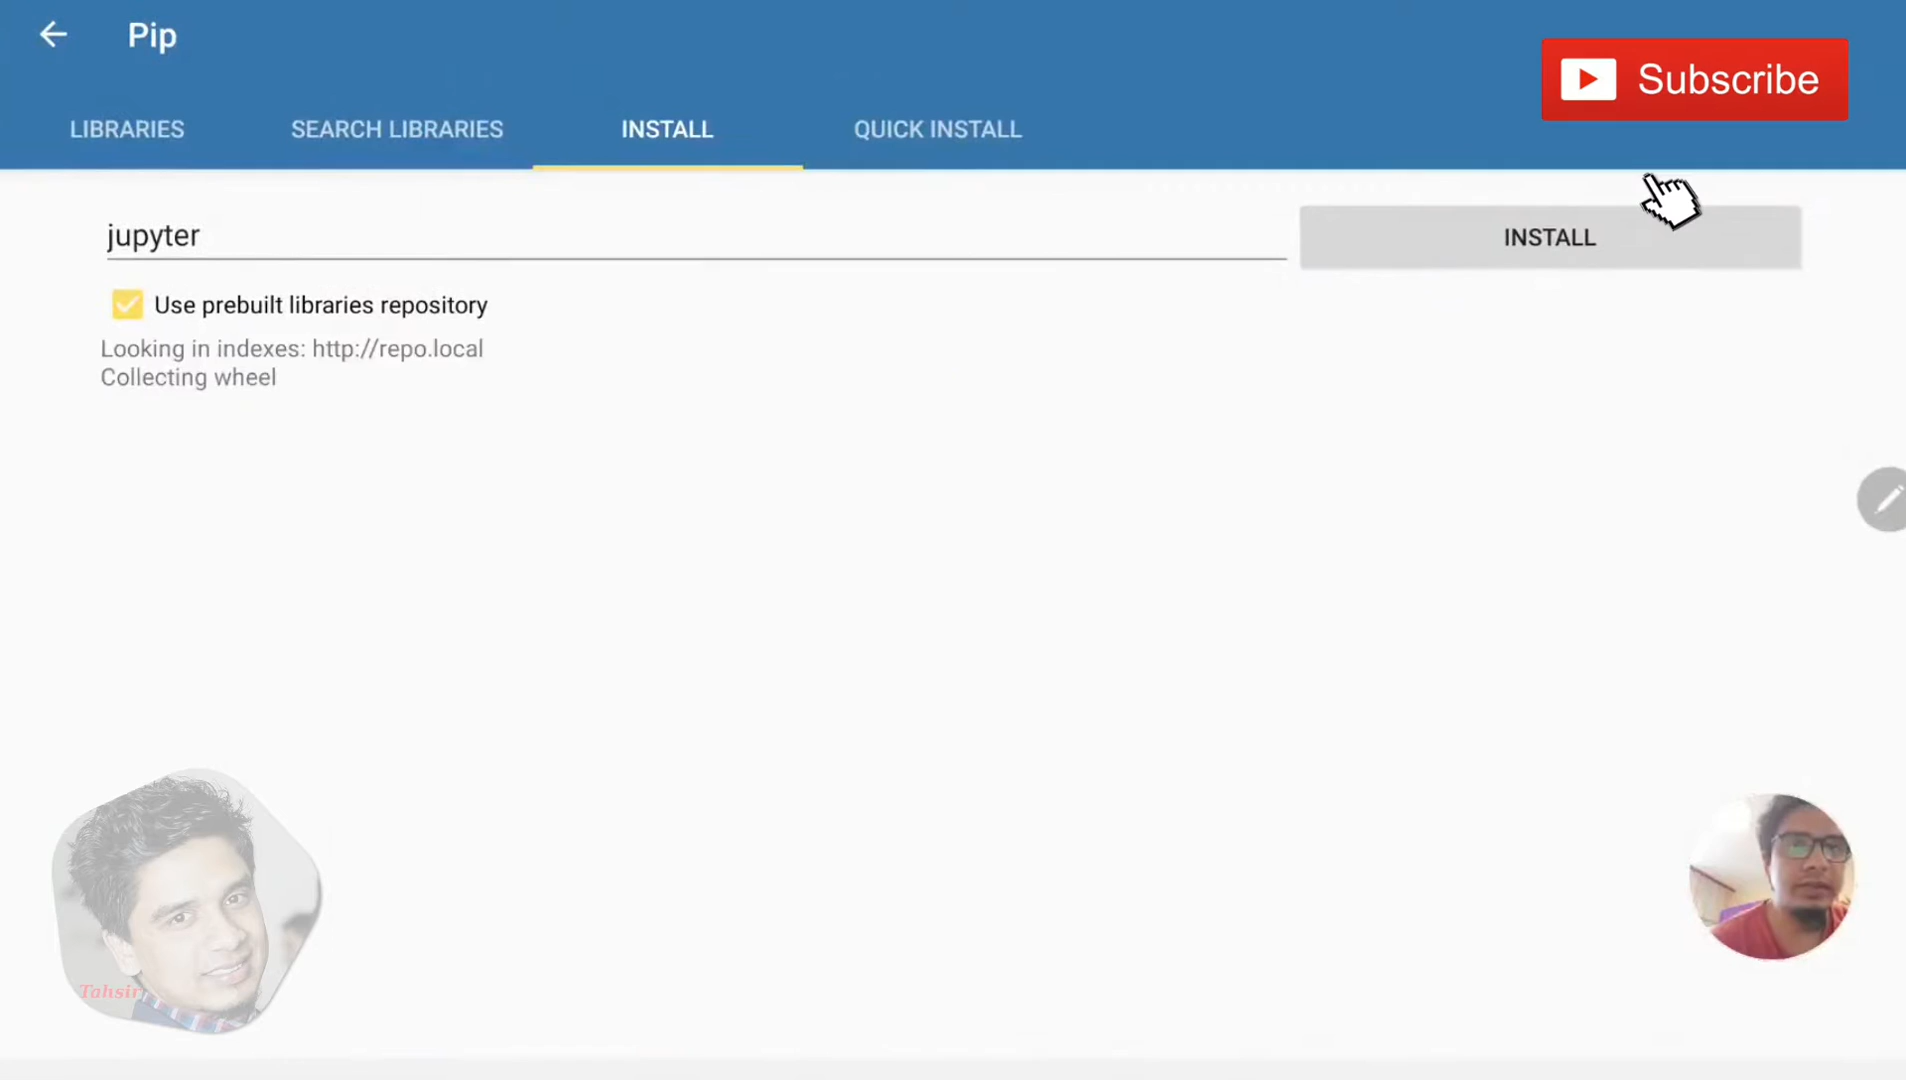 Pip
Subscribe
LIBRARIES
SEARCH LIBRARIES
INSTALL
QUICK INSTALL
jupyter
INSTALL
Use prebuilt libraries repository
Looking in indexes: http://repo.local
Collecting wheel
Tahsir